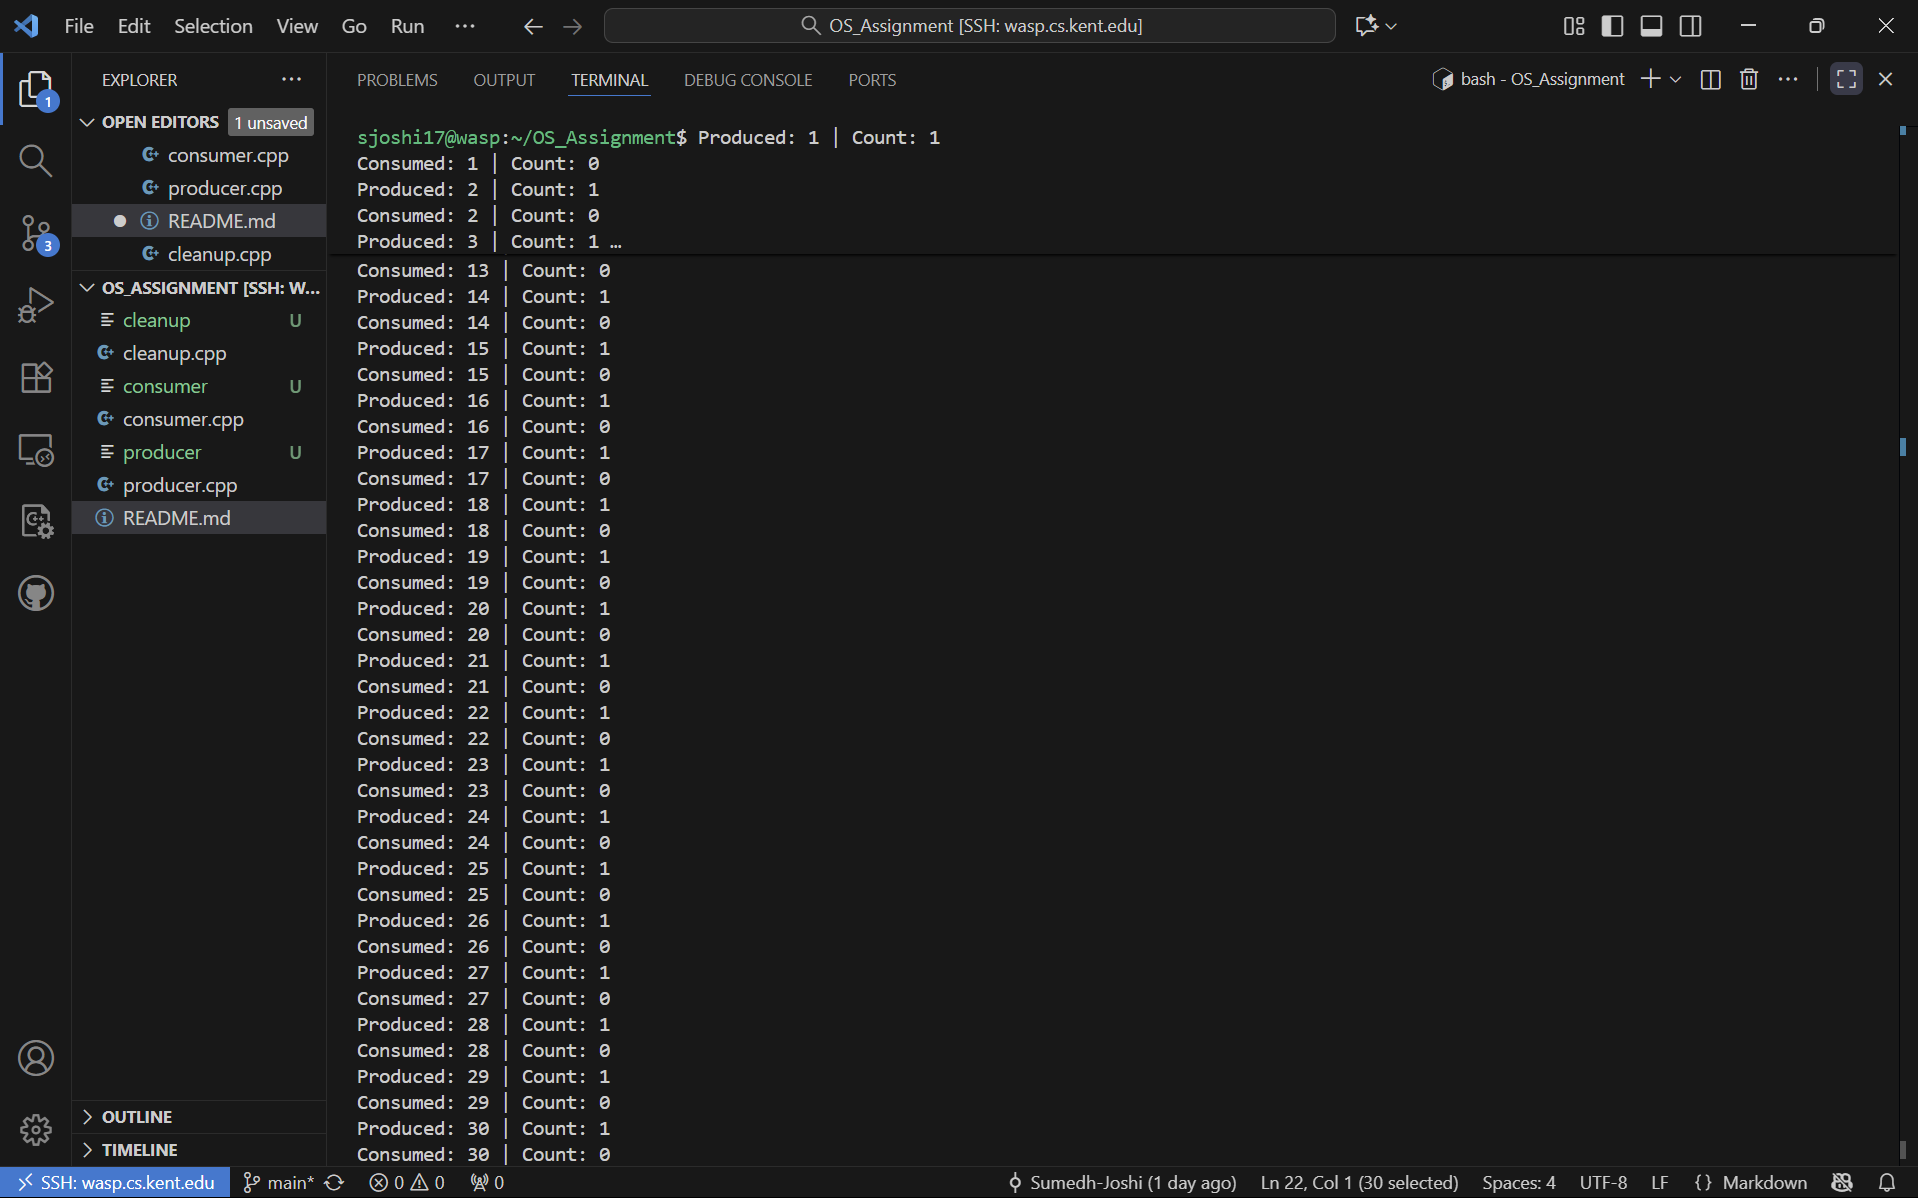 File Edit Selection View Go Run ··· OS_Assignment [SSH: wasp.cs.kent.edu]
EXPLORER ···
PROBLEMS OUTPUT TERMINAL DEBUG CONSOLE PORTS bash - OS_Assignment ···
1
OPEN EDITORS 1 unsaved
consumer.cpp
producer.cpp
README.md
cleanup.cpp
3
OS_ASSIGNMENT [SSH: W...
cleanup U
cleanup.cpp
consumer U
consumer.cpp
producer U
producer.cpp
README.md
OUTLINE
TIMELINE
sjoshi17@wasp:~/OS_Assignment$ Produced: 1 | Count: 1
Consumed: 1 | Count: 0
Produced: 2 | Count: 1
Consumed: 2 | Count: 0
Produced: 3 | Count: 1 …
Consumed: 13 | Count: 0
Produced: 14 | Count: 1
Consumed: 14 | Count: 0
Produced: 15 | Count: 1
Consumed: 15 | Count: 0
Produced: 16 | Count: 1
Consumed: 16 | Count: 0
Produced: 17 | Count: 1
Consumed: 17 | Count: 0
Produced: 18 | Count: 1
Consumed: 18 | Count: 0
Produced: 19 | Count: 1
Consumed: 19 | Count: 0
Produced: 20 | Count: 1
Consumed: 20 | Count: 0
Produced: 21 | Count: 1
Consumed: 21 | Count: 0
Produced: 22 | Count: 1
Consumed: 22 | Count: 0
Produced: 23 | Count: 1
Consumed: 23 | Count: 0
Produced: 24 | Count: 1
Consumed: 24 | Count: 0
Produced: 25 | Count: 1
Consumed: 25 | Count: 0
Produced: 26 | Count: 1
Consumed: 26 | Count: 0
Produced: 27 | Count: 1
Consumed: 27 | Count: 0
Produced: 28 | Count: 1
Consumed: 28 | Count: 0
Produced: 29 | Count: 1
Consumed: 29 | Count: 0
Produced: 30 | Count: 1
Consumed: 30 | Count: 0
SSH: wasp.cs.kent.edu main* 0 0 0 Sumedh-Joshi (1 day ago) Ln 22, Col 1 (30 selected) Spaces: 4 UTF-8 LF {} Markdown